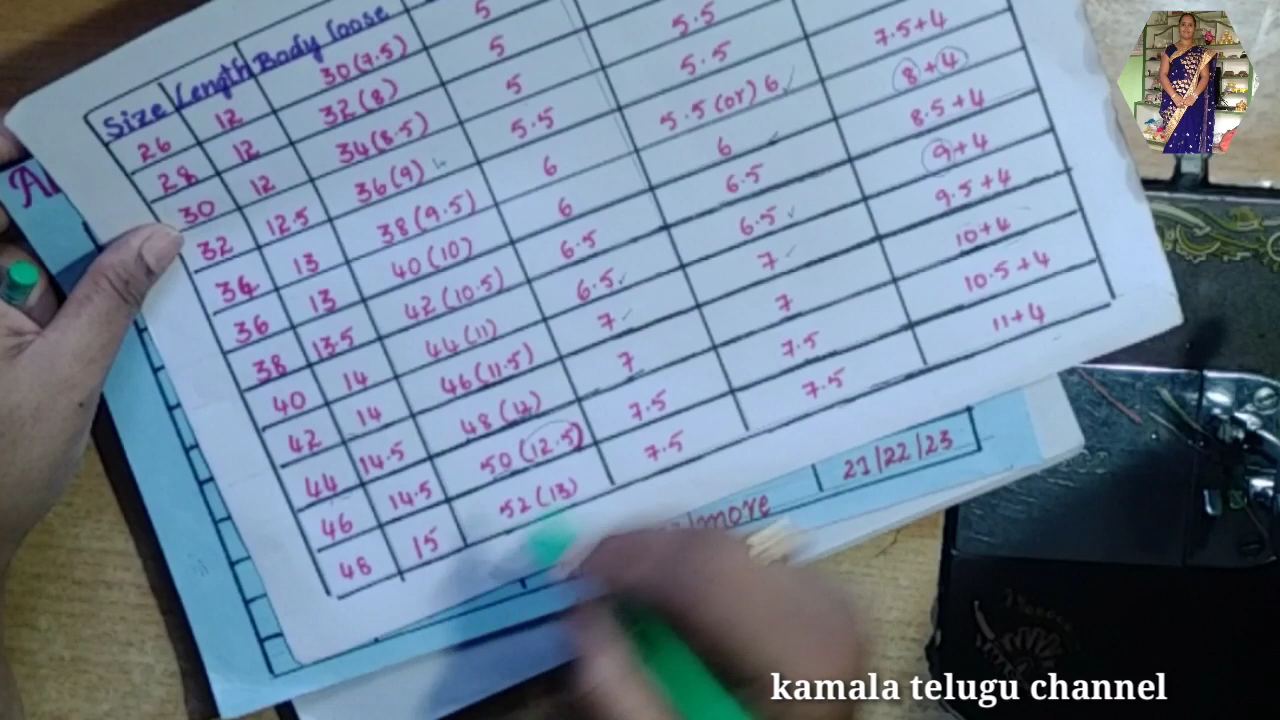 Size Length Body loose
26 12 30(7.5) 5
28 12 32(8) 5
30 12 34(8.5) 5 5.5
32 12.5 36(9) 5.5 5.5
34 13 38(9.5) 6 5.5(or)6 7.5+4
36 13 40(10) 6 6 8+4
38 13.5 42(10.5) 6.5 6.5 8.5+4
40 14 44(11) 6.5 6.5 9+4
42 14 46(11.5) 7 7 9.5+4
44 14.5 48(12) 7 7 10+4
46 14.5 50(12.5) 7.5 7.5 10.5+4
48 15 52(13) 7.5 7.5 11+4
more 21/22/23
kamala telugu channel